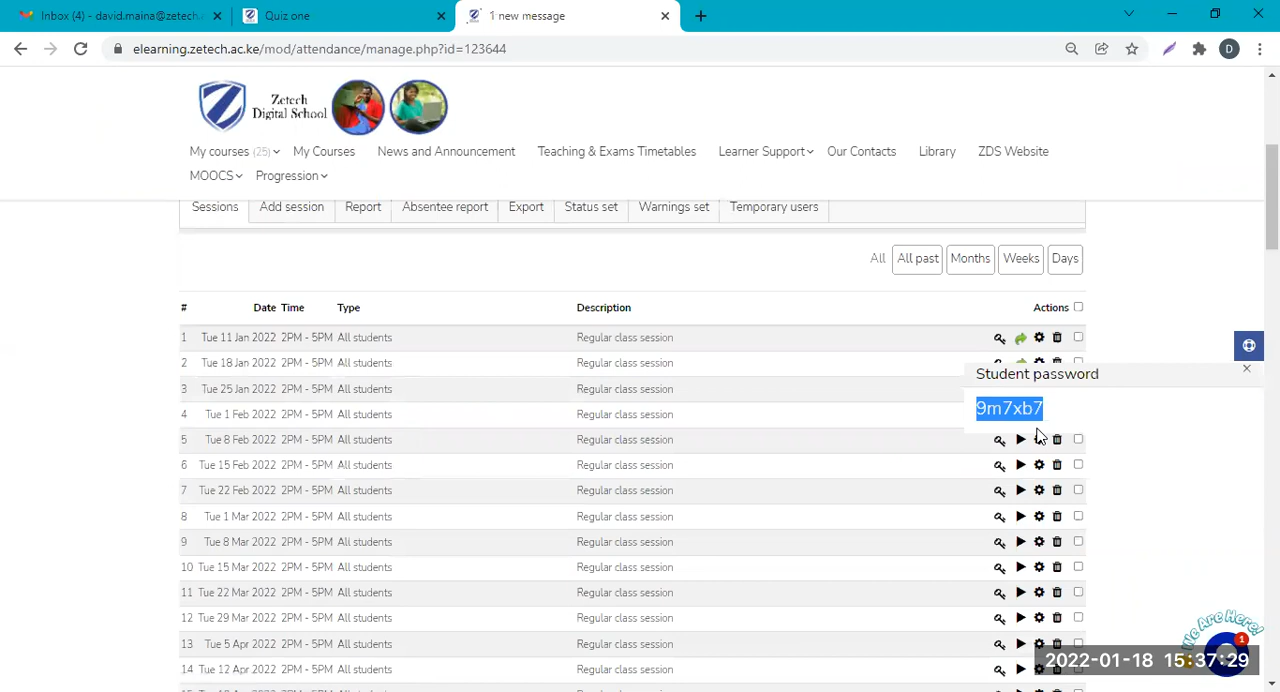 Inbox (4) - david.maina@zetech. Quiz one 1 new message
elearning.zetech.ac.ke/mod/attendance/manage.php?id=123644 D
Zetech
Digital School
My courses (25) My Courses News and Announcement Teaching & Exams Timetables Learner Support Our Contacts Library ZDS Website
MOOCS Progression
Sessions Add session Report Absentee report Export Status set Warnings set Temporary users
All All past Months Weeks Days
# Date Time Type Description Actions
1 Tue 11 Jan 2022 2PM - 5PM All students Regular class session
2 Tue 18 Jan 2022 2PM - 5PM All students Regular class session
Student password
3 Tue 25 Jan 2022 2PM - 5PM All students Regular class session
9m7xb7
4 Tue 1 Feb 2022 2PM - 5PM All students Regular class session
5 Tue 8 Feb 2022 2PM - 5PM All students Regular class session
6 Tue 15 Feb 2022 2PM - 5PM All students Regular class session
7 Tue 22 Feb 2022 2PM - 5PM All students Regular class session
8 Tue 1 Mar 2022 2PM - 5PM All students Regular class session
9 Tue 8 Mar 2022 2PM - 5PM All students Regular class session
10 Tue 15 Mar 2022 2PM - 5PM All students Regular class session
11 Tue 22 Mar 2022 2PM - 5PM All students Regular class session
12 Tue 29 Mar 2022 2PM - 5PM All students Regular class session
We Are Here!
1
13 Tue 5 Apr 2022 2PM - 5PM All students Regular class session
2022-01-18 15:37:29
14 Tue 12 Apr 2022 2PM - 5PM All students Regular class session